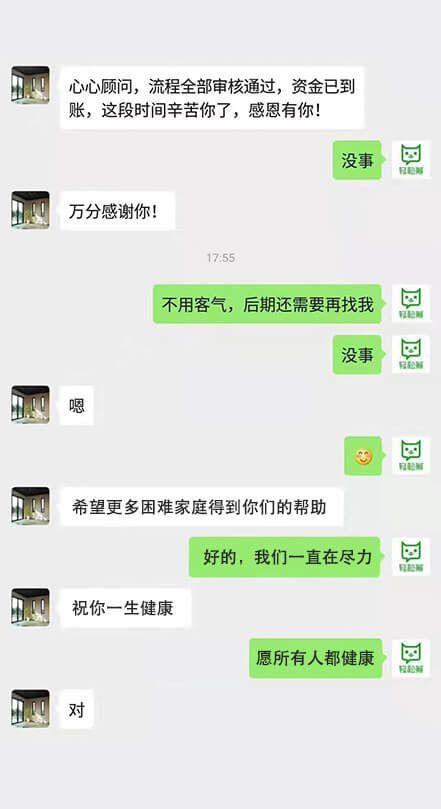 心心顾问，流程全部审核通过，资金已到
账，这段时间辛苦你了，感恩有你！
没事
轻松筹
万分感谢你！
17:55
不用客气，后期还需要再找我
轻松筹
没事
轻松筹
嗯
轻松筹
希望更多困难家庭得到你们的帮助
好的，我们一直在尽力
轻松筹
祝你一生健康
愿所有人都健康
轻松筹
对